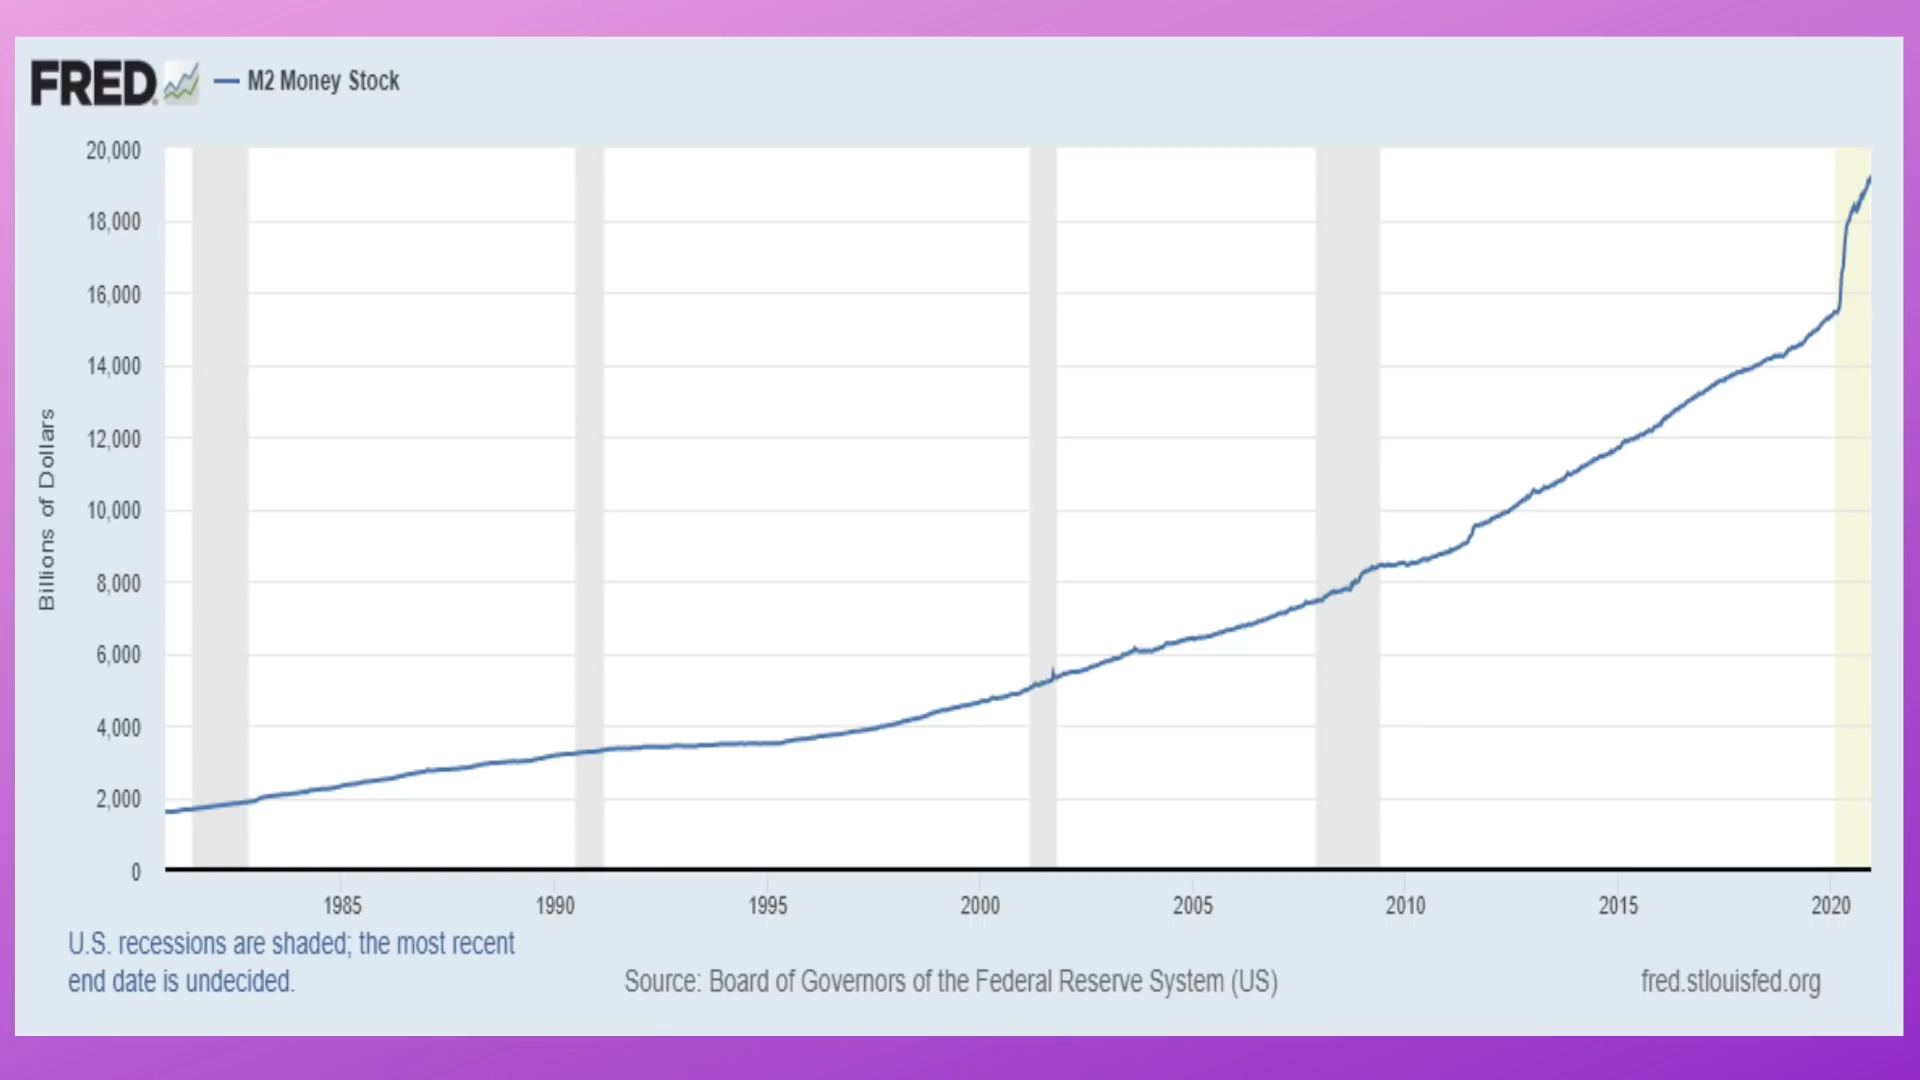 FRED
M2 Money Stock
20,000
18,000
16,000
14,000
12,000
10,000
8,000
6,000
4,000
2,000
0
Billions of Dollars
1985 1990 1995 2000 2005 2010 2015 2020
U.S. recessions are shaded; the most recent
end date is undecided.
Source: Board of Governors of the Federal Reserve System (US)
fred.stlouisfed.org